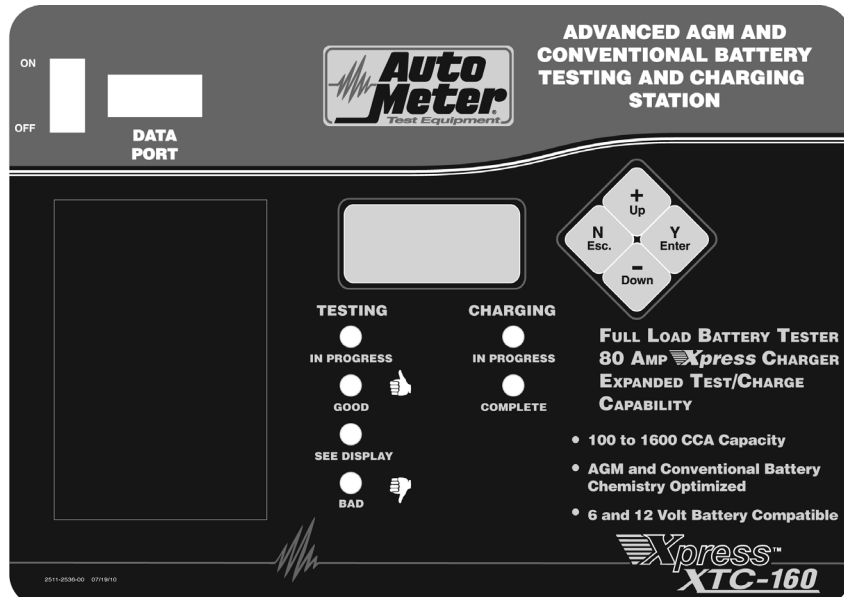 ON
OFF
DATA
PORT
Auto
Meter®
Test Equipment
ADVANCED AGM AND
CONVENTIONAL BATTERY
TESTING AND CHARGING
STATION
+
Up
N
Esc.
Y
Enter
-
Down
TESTING
IN PROGRESS
GOOD
SEE DISPLAY
BAD
CHARGING
IN PROGRESS
COMPLETE
FULL LOAD BATTERY TESTER
80 AMP Xpress CHARGER
EXPANDED TEST/CHARGE
CAPABILITY
• 100 to 1600 CCA Capacity
• AGM and Conventional Battery
Chemistry Optimized
• 6 and 12 Volt Battery Compatible
Xpress™
XTC-160
2511-2536-00 07/19/10